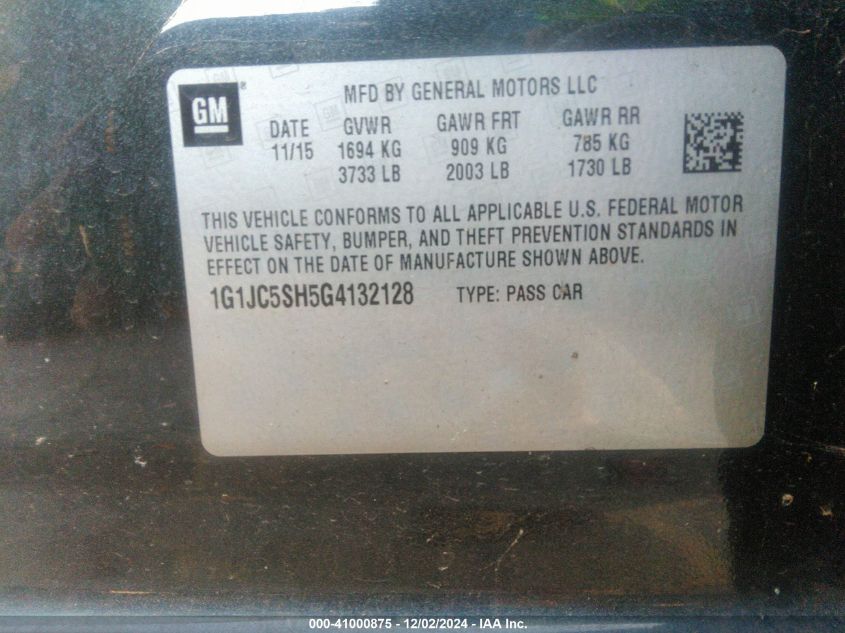 GM®
MFD BY GENERAL MOTORS LLC
DATE GVWR GAWR FRT GAWR RR
11/15 1694 KG 909 KG 785 KG
3733 LB 2003 LB 1730 LB
THIS VEHICLE CONFORMS TO ALL APPLICABLE U.S. FEDERAL MOTOR
VEHICLE SAFETY, BUMPER, AND THEFT PREVENTION STANDARDS IN
EFFECT ON THE DATE OF MANUFACTURE SHOWN ABOVE.
1G1JC5SH5G4132128 TYPE: PASS CAR
000-41000875 - 12/02/2024 - IAA Inc.